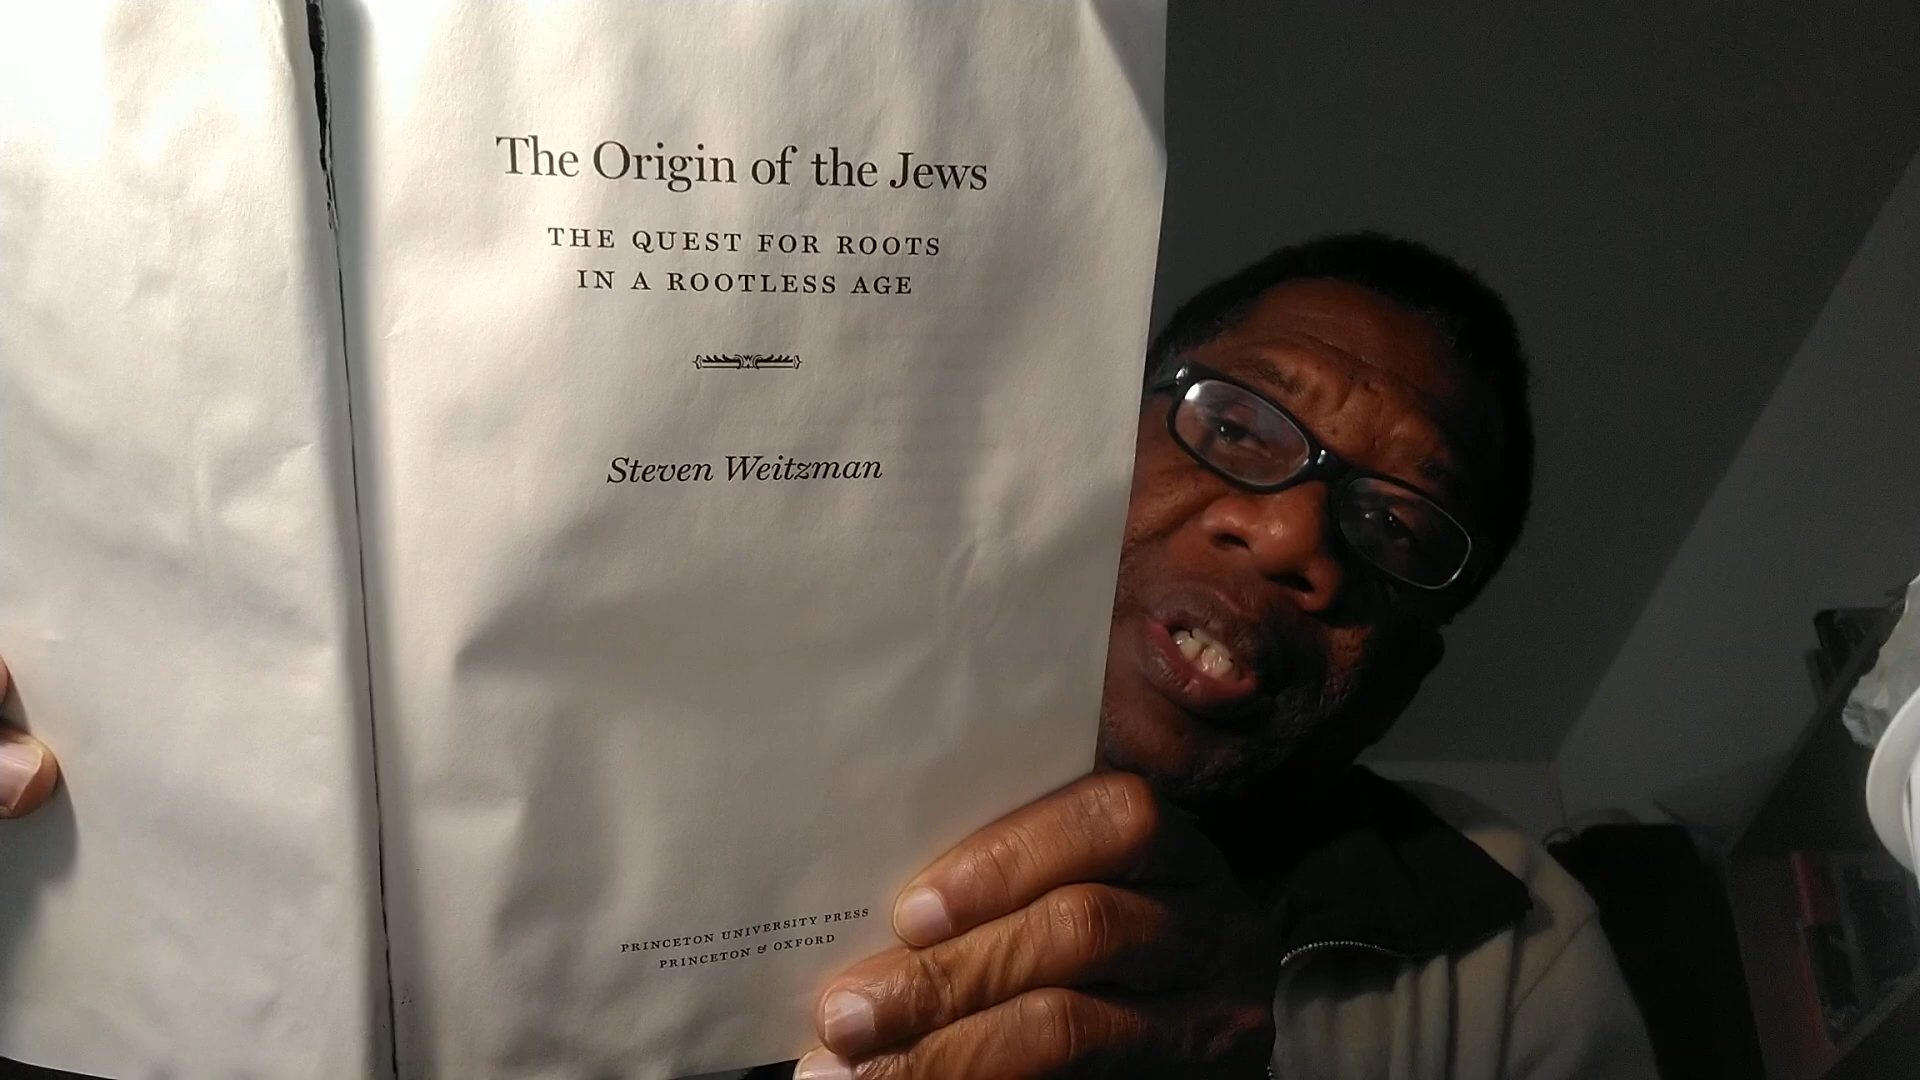 The Origin of the Jews
THE QUEST FOR ROOTS
IN A ROOTLESS AGE
Steven Weitzman
PRINCETON UNIVERSITY PRESS
PRINCETON & OXFORD